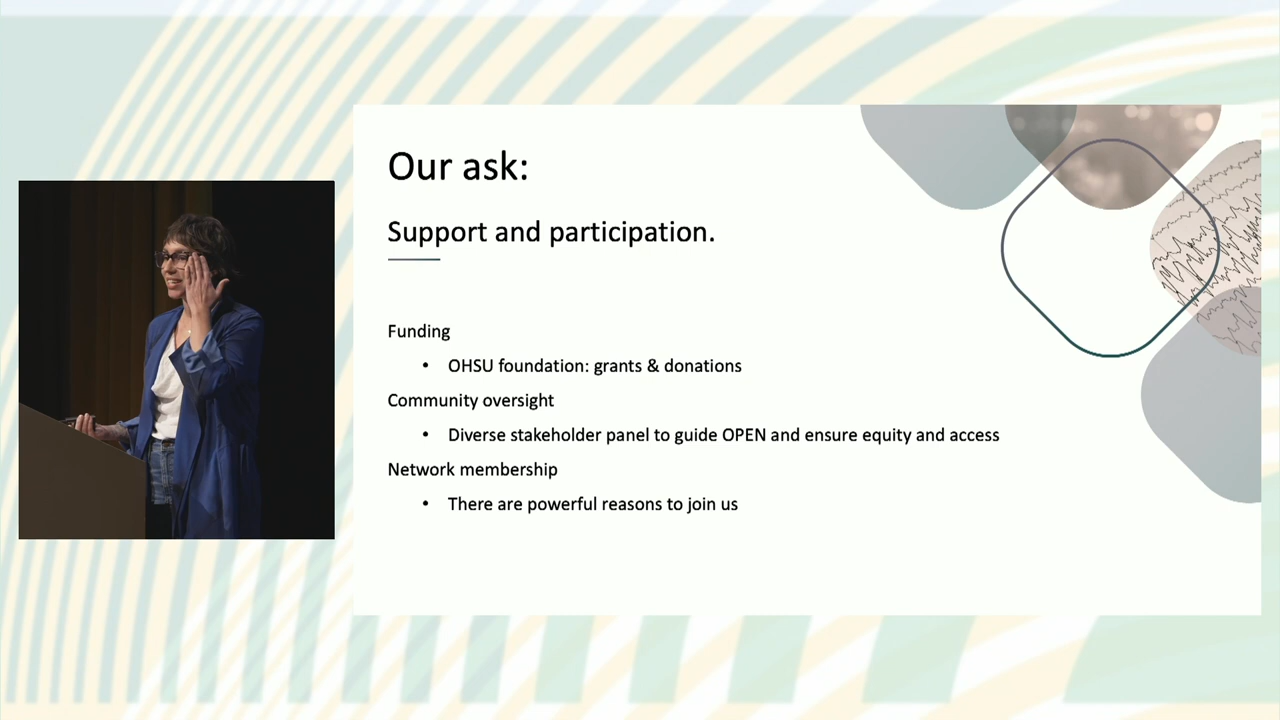 Our ask:
Support and participation.
Funding
• OHSU foundation: grants & donations
Community oversight
• Diverse stakeholder panel to guide OPEN and ensure equity and access
Network membership
• There are powerful reasons to join us